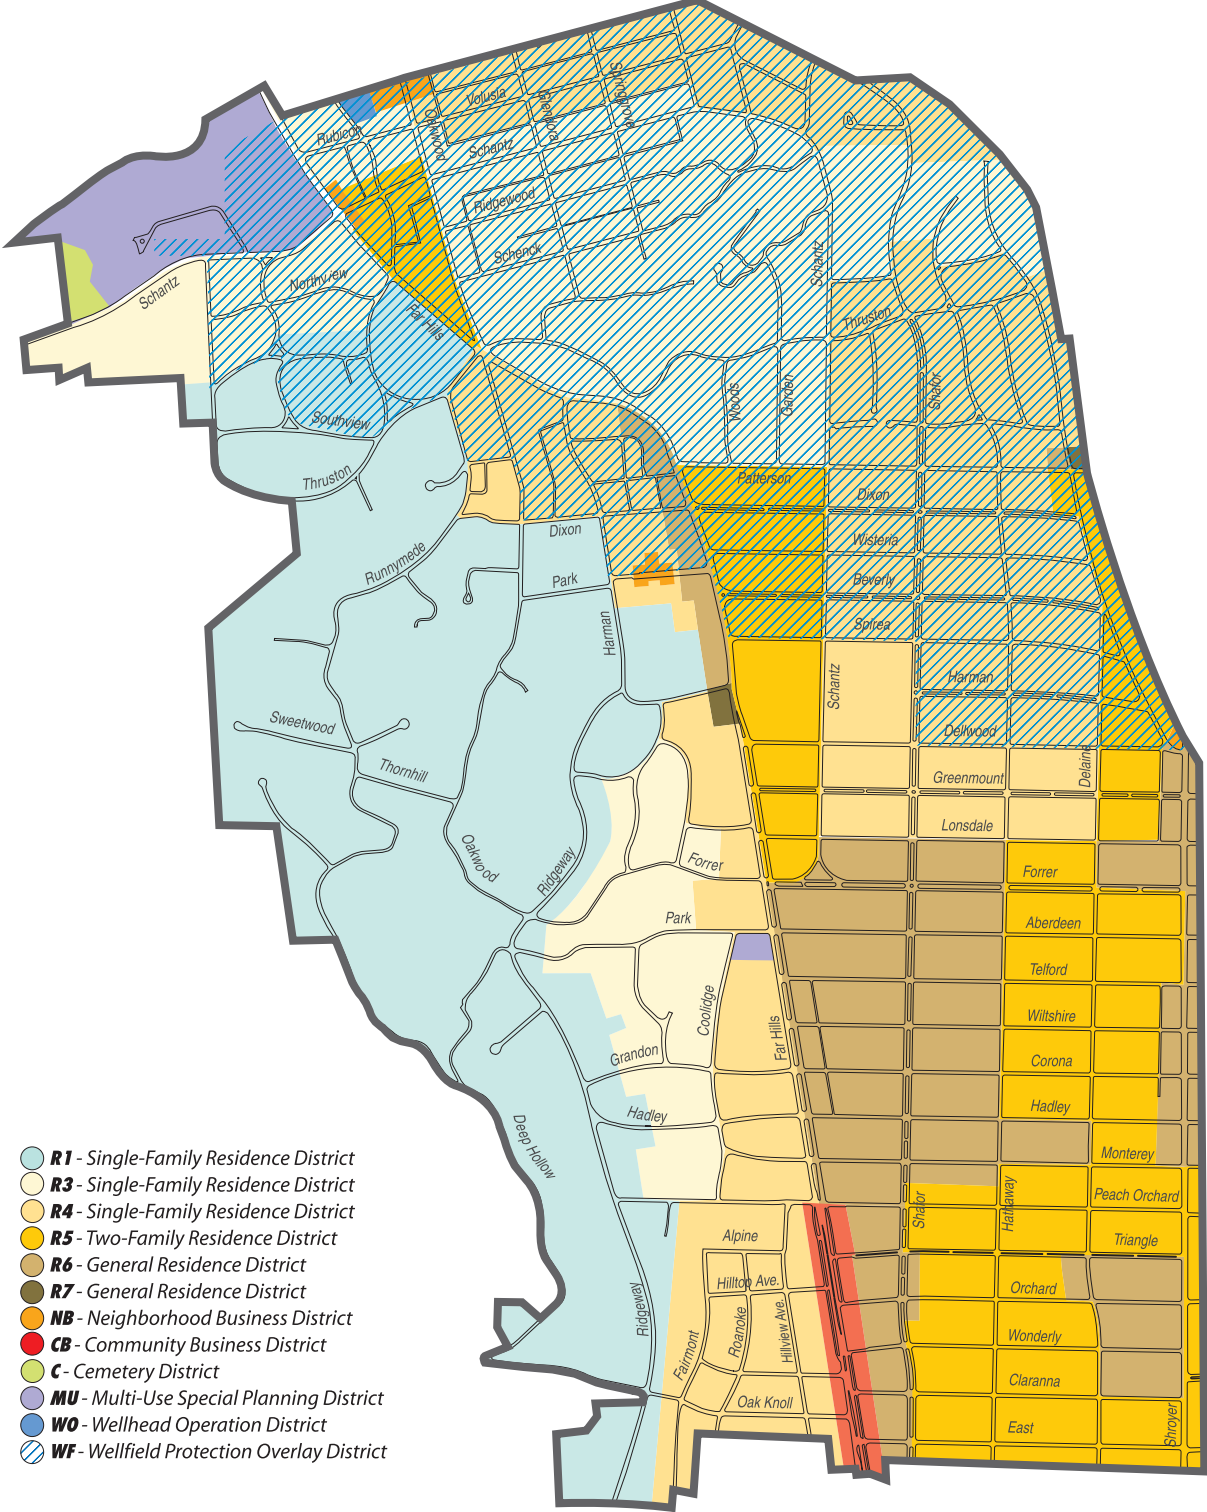 Volusia
Glendora
Springgrove
Rubicon
Oakwood
Schantz
Ridgewood
Schenck
Schantz
Northview
Schantz
Far Hills
Thruston
Woods
Garden
Shafor
Southview
Thruston
Patterson
Dixon
Dixon
Wisteria
Runnymede
Park
Beverly
Spirea
Harman
Harman
Schantz
Sweetwood
Dellwood
Thornhill
Greenmount
Delaine
Lonsdale
Oakwood
Ridgeway
Forrer
Forrer
Park
Aberdeen
Telford
Coolidge
Wiltshire
Far Hills
Grandon
Corona
Hadley
Hadley
Deep Hollow
Monterey
Peach Orchard
Shafor
Hathaway
Alpine
Triangle
Hilltop Ave.
Orchard
Ridgeway
Roanoke
Hillview Ave.
Wonderly
Fairmont
Claranna
Oak Knoll
East
Shroyer
R1 - Single-Family Residence District
R3 - Single-Family Residence District
R4 - Single-Family Residence District
R5 - Two-Family Residence District
R6 - General Residence District
R7 - General Residence District
NB - Neighborhood Business District
CB - Community Business District
C - Cemetery District
MU - Multi-Use Special Planning District
WO - Wellhead Operation District
WF - Wellfield Protection Overlay District